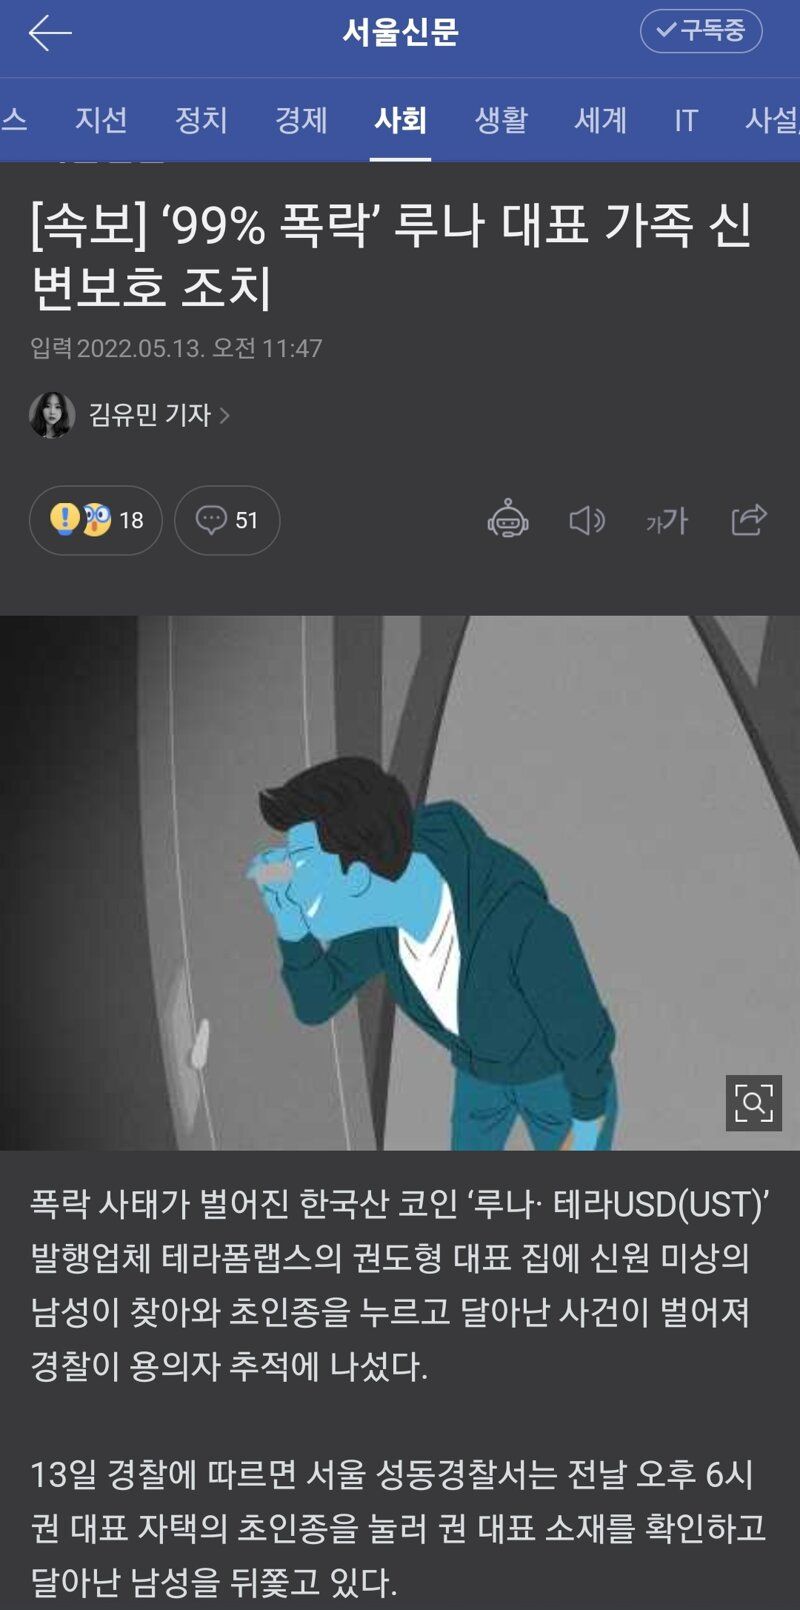 서울신문
구독중
스 지선 정치 경제 사회 생활 세계 IT 사설
[속보] ‘99% 폭락’ 루나 대표 가족 신
변보호 조치
입력 2022.05.13. 오전 11:47
김유민 기자
18
51
가가
폭락 사태가 벌어진 한국산 코인 ‘루나· 테라USD(UST)’
발행업체 테라폼랩스의 권도형 대표 집에 신원 미상의
남성이 찾아와 초인종을 누르고 달아난 사건이 벌어져
경찰이 용의자 추적에 나섰다.
13일 경찰에 따르면 서울 성동경찰서는 전날 오후 6시
권 대표 자택의 초인종을 눌러 권 대표 소재를 확인하고
달아난 남성을 뒤쫓고 있다.